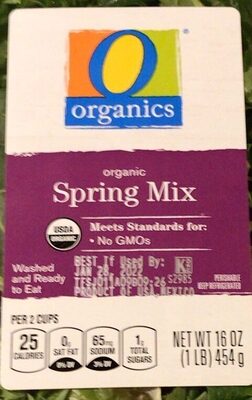 O
organics
organic
Spring Mix
USDA
ORGANIC
Meets Standards for:
• No GMOs
Washed
and Ready
to Eat
BEST If Used By:
JAN 28, 2022
PRODUCT OF USA, MEXICO
K
S2985
PERISHABLE
KEEP REFRIGERATED
PER 2 CUPS
25
CALORIES
0g
SAT FAT
0% DV
65mg
SODIUM
3% DV
1g
TOTAL
SUGARS
NET WT 16 OZ
(1 LB) 454 g